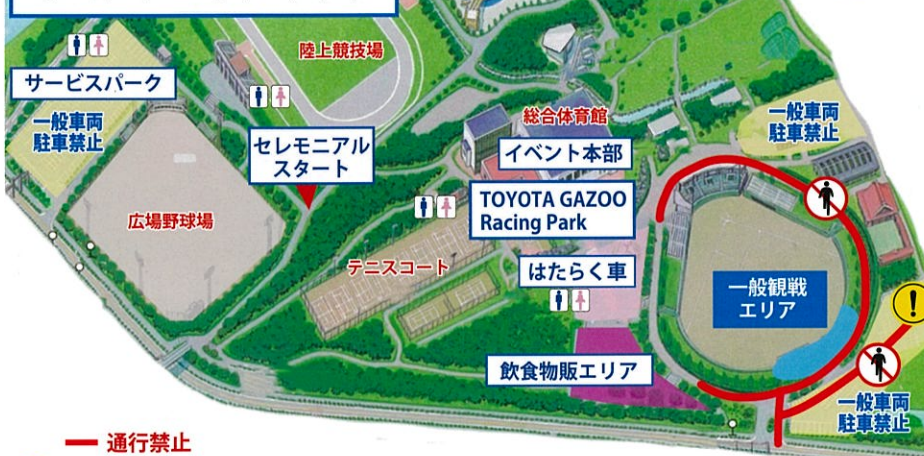 陸上競技場
サービスパーク
一般車両
駐車禁止
セレモニアル
スタート
総合体育館
イベント本部
一般車両
駐車禁止
TOYOTA GAZOO
Racing Park
広場野球場
テニスコート
はたらく車
一般観戦
エリア
飲食物販エリア
一般車両
駐車禁止
通行禁止